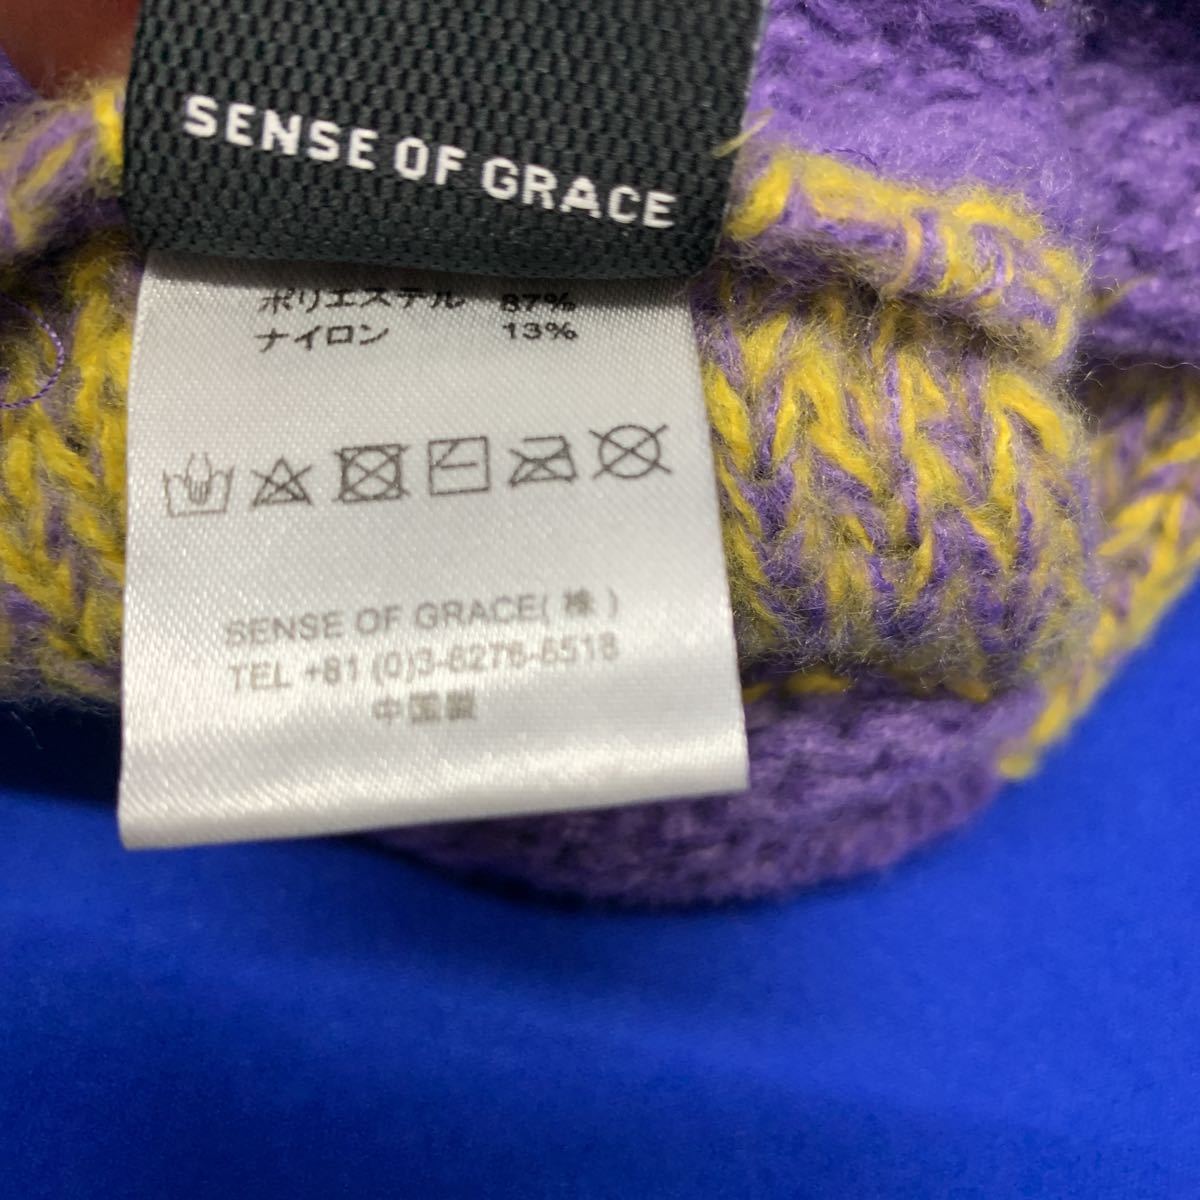 SENSE OF GRACE
ポリエステル 87%
ナイロン 13%
SENSE OF GRACE(株)
TEL +81 (0)3-6276-6518
中国製